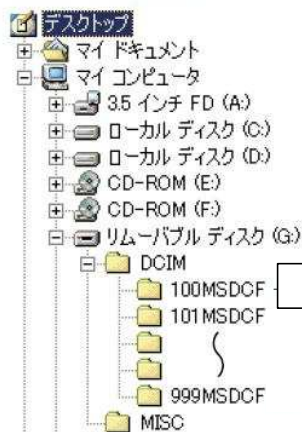 デスクトップ
マイ ドキュメント
マイ コンピュータ
3.5 インチ FD (A:)
ローカル ディスク (C:)
ローカル ディスク (D:)
CD-ROM (E:)
CD-ROM (F:)
リムーバブル ディスク (G:)
DCIM
100MSDCF
101MSDCF
999MSDCF
MISC